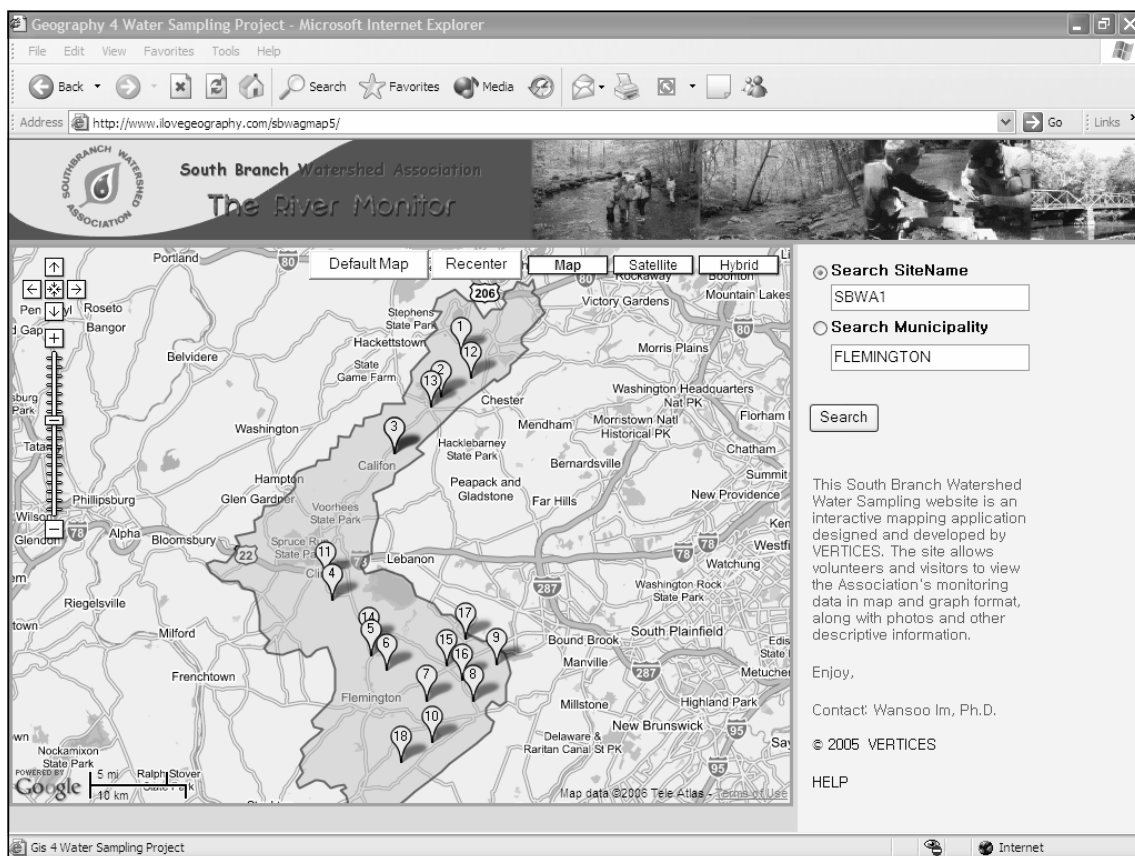 Geography 4 Water Sampling Project - Microsoft Internet Explorer
File Edit View Favorites Tools Help
Back Search Favorites Media
Address http://www.ilovegeography.com/sbwagmap5/ Go Links
SOUTHBRANCH WATERSHED ASSOCIATION
South Branch Watershed Association
The River Monitor
Default Map Recenter Map Satellite Hybrid
Portland
80
206
Rockaway
Boonton
Pen
Roseto
Bangor
Stephens State Park
Victory Gardens
Mountain Lakes
80
Hackettstown
1
Belvidere
State Game Farm
12
Morris Plains
2
13
Chester
Washington Headquarters Nat PK
Washington
3
Mendham
Morristown Natl Historical PK
Florham
Hacklebarney State Park
Chatham
Califon
Bernardsville
Summit
Hampton
Glen Gardner
Peapack and Gladstone
Far Hills
New Providence
Phillipsburg
Voorhees State Park
78
Alpha
Bloomsbury
22
11
Lebanon
78
78
Watchung
4
287
Washington Rock State Park
Riegelsville
Milford
14
5
6
17
15
16
9
Bound Brook
South Plainfield
Manville
287
Frenchtown
7
8
Flemington
Millstone
Highland Park
10
New Brunswick
95
18
Delaware & Raritan Canal St PK
Nockamixon State Park
Ralph Stover
95
POWERED BY Google
5 mi
10 km
Map data ©2006 Tele Atlas - Terms of Use
Search SiteName
SBWA1
Search Municipality
FLEMINGTON
Search
This South Branch Watershed
Water Sampling website is an
interactive mapping application
designed and developed by
VERTICES. The site allows
volunteers and visitors to view
the Association's monitoring
data in map and graph format,
along with photos and other
descriptive information.
Enjoy,
Contact: Wansoo Im, Ph.D.
© 2005 VERTICES
HELP
Gis 4 Water Sampling Project
Internet